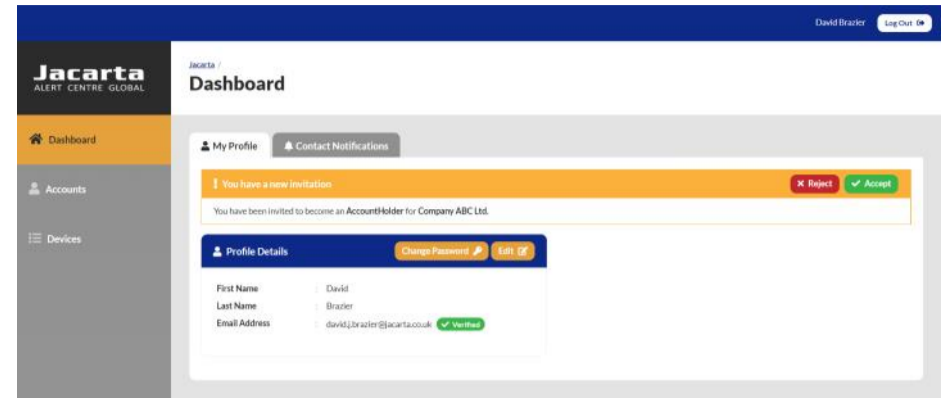 David Brazier Log Out
Jacarta
ALERT CENTRE GLOBAL
Jacarta /
Dashboard
Dashboard
Accounts
Devices
My Profile Contact Notifications
! You have a new invitation Reject Accept
You have been invited to become an AccountHolder for Company ABC Ltd.
Profile Details Change Password Edit
First Name : David
Last Name : Brazier
Email Address : david.j.brazier@jacarta.co.uk Verified